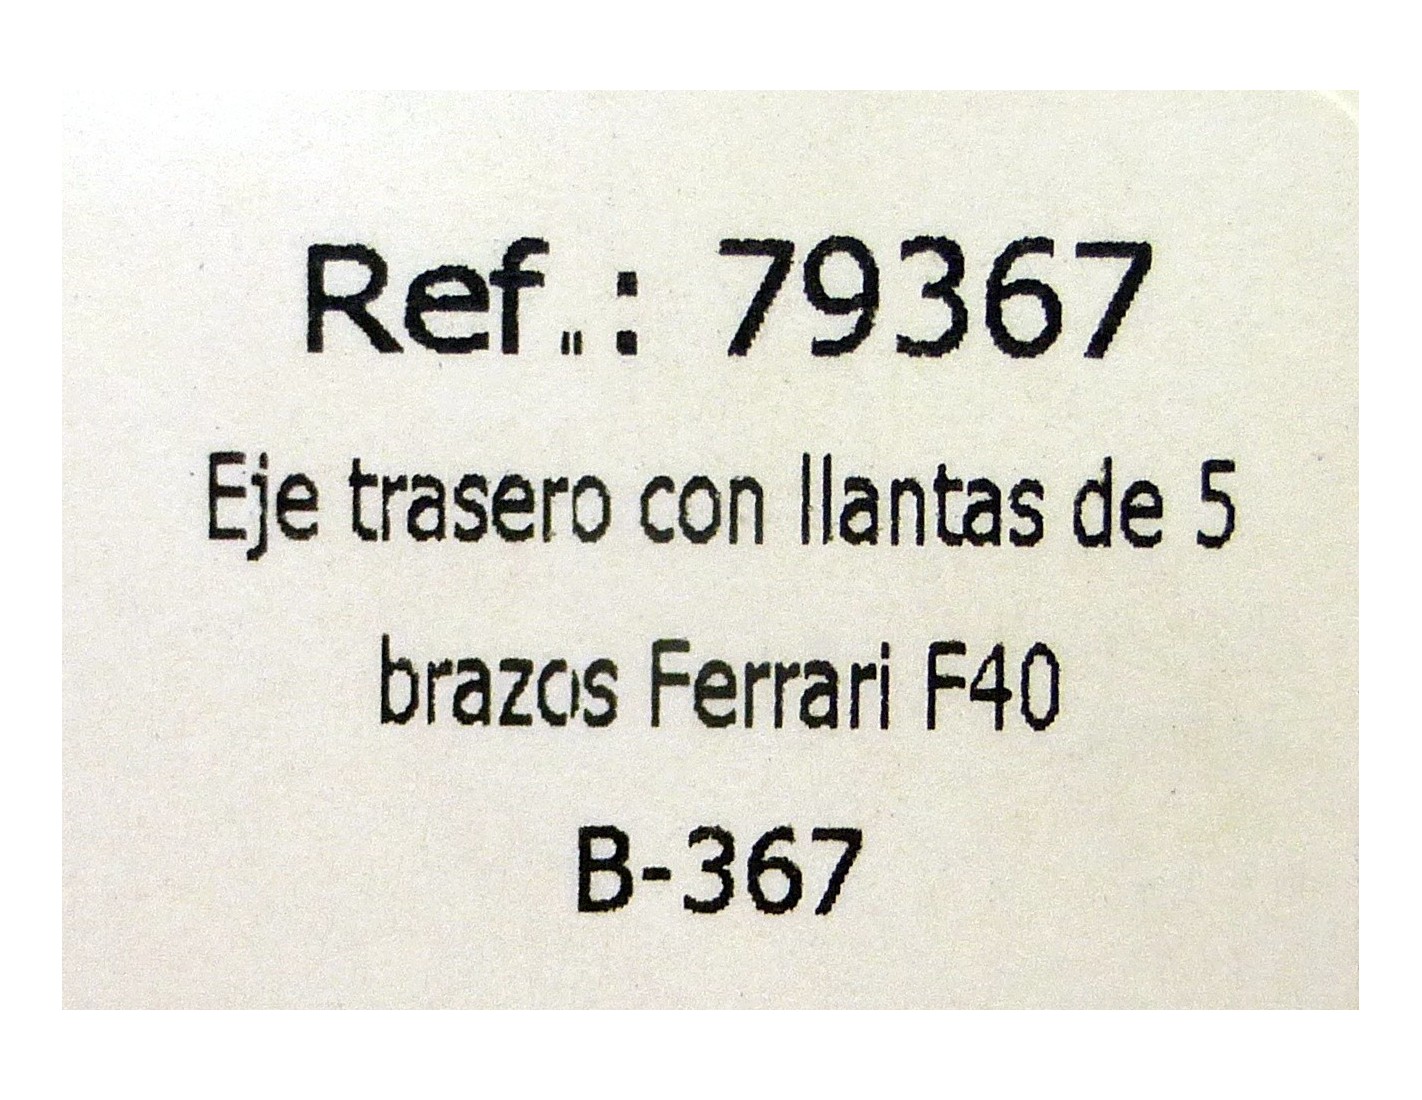 Ref.: 79367
Eje trasero con llantas de 5
brazos Ferrari F40
B-367